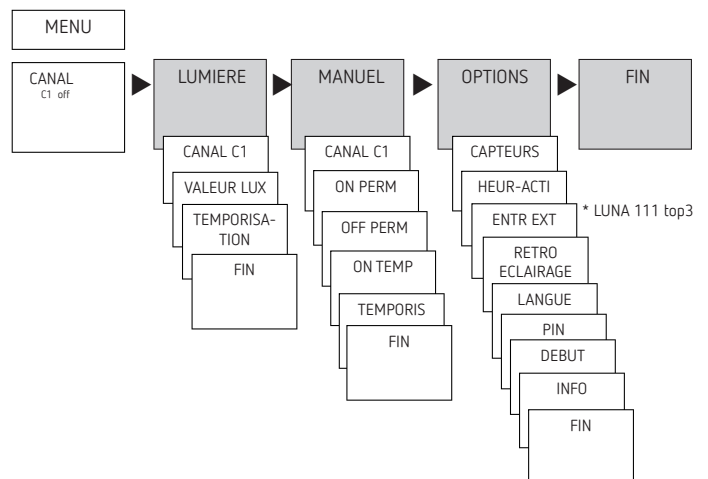 MENU
CANAL
C1 off
LUMIERE
MANUEL
OPTIONS
FIN
CANAL C1
VALEUR LUX
TEMPORISA-
TION
FIN
CANAL C1
ON PERM
OFF PERM
ON TEMP
TEMPORIS
FIN
CAPTEURS
HEUR-ACTI
ENTR EXT
* LUNA 111 top3
RETRO
ECLAIRAGE
LANGUE
PIN
DEBUT
INFO
FIN